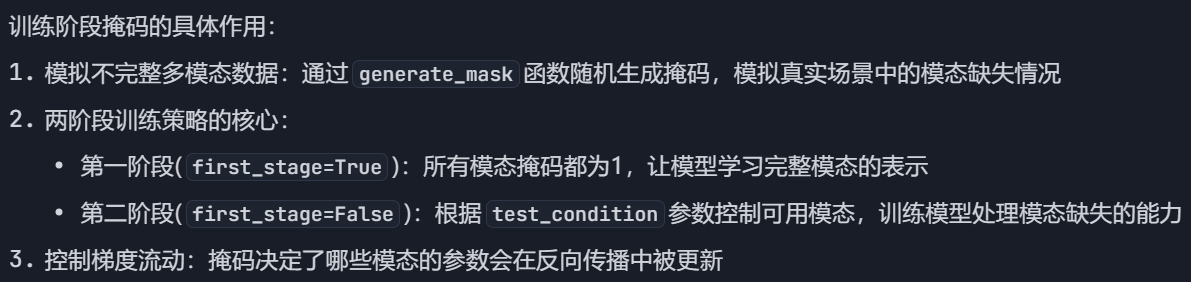 训练阶段掩码的具体作用：
1. 模拟不完整多模态数据：通过 generate_mask 函数随机生成掩码，模拟真实场景中的模态缺失情况
2. 两阶段训练策略的核心：
• 第一阶段( first_stage=True )：所有模态掩码都为1，让模型学习完整模态的表示
• 第二阶段( first_stage=False )：根据 test_condition 参数控制可用模态，训练模型处理模态缺失的能力
3. 控制梯度流动：掩码决定了哪些模态的参数会在反向传播中被更新